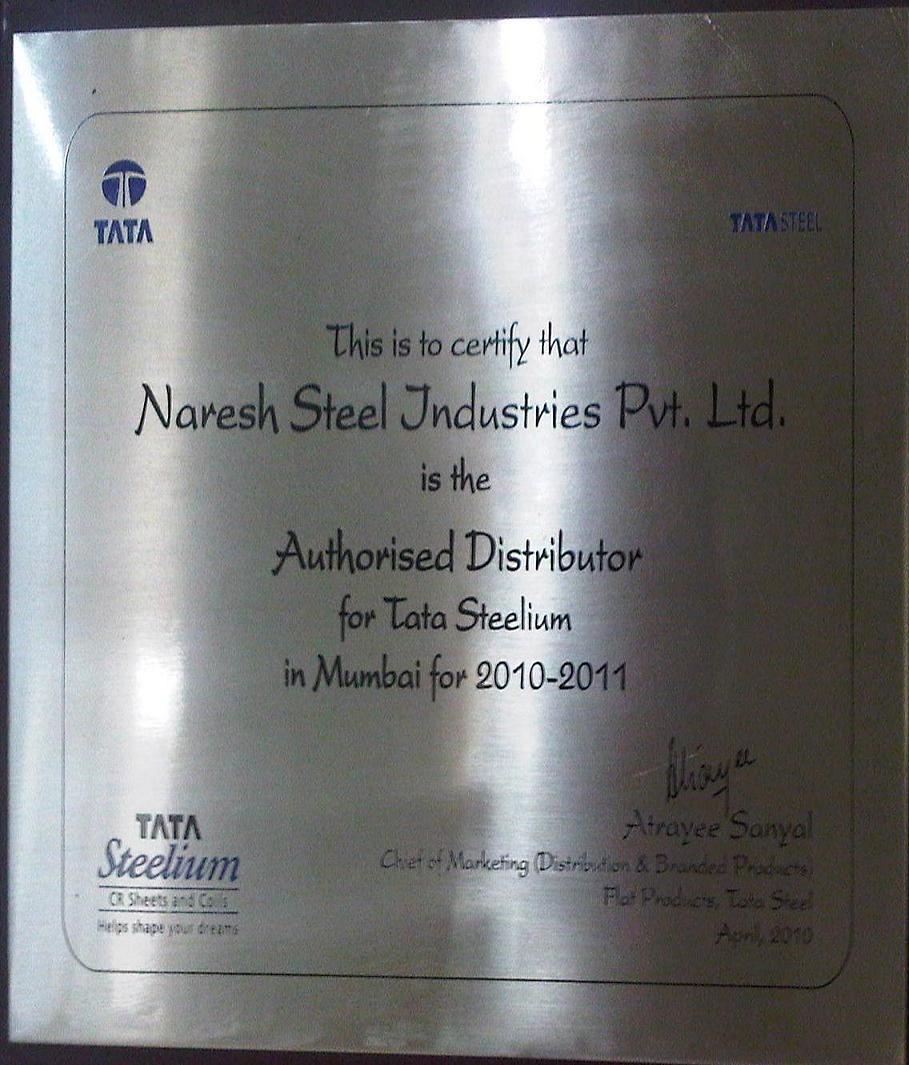 TATA
TATA STEEL
This is to certify that
Naresh Steel Industries Pvt. Ltd.
is the
Authorised Distributor
for Tata Steelium
in Mumbai for 2010-2011
Atrayee
Atrayee Sanyal
Chief of Marketing (Distribution & Branded Products)
Flat Products, Tata Steel
April, 2010
TATA
Steelium
CR Sheets and Coils
Helps shape your dreams